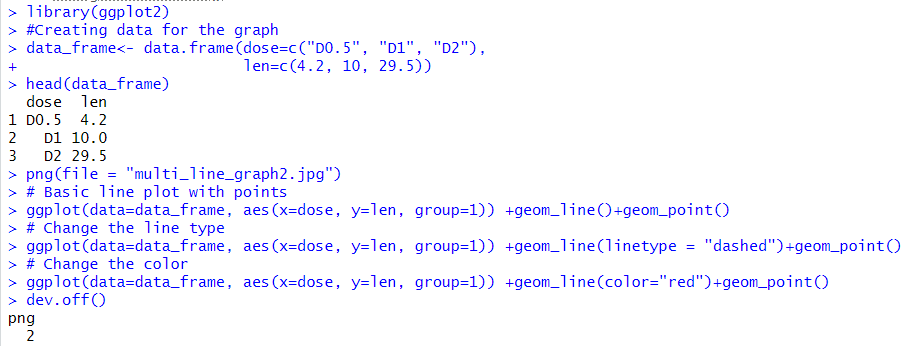 > library(ggplot2)
> #Creating data for the graph
> data_frame<- data.frame(dose=c("D0.5", "D1", "D2"),
+                         len=c(4.2, 10, 29.5))
> head(data_frame)
  dose  len
1 D0.5  4.2
2   D1 10.0
3   D2 29.5
> png(file = "multi_line_graph2.jpg")
> # Basic line plot with points
> ggplot(data=data_frame, aes(x=dose, y=len, group=1)) +geom_line()+geom_point()
> # Change the line type
> ggplot(data=data_frame, aes(x=dose, y=len, group=1)) +geom_line(linetype = "dashed")+geom_point()
> # Change the color
> ggplot(data=data_frame, aes(x=dose, y=len, group=1)) +geom_line(color="red")+geom_point()
> dev.off()
png
  2